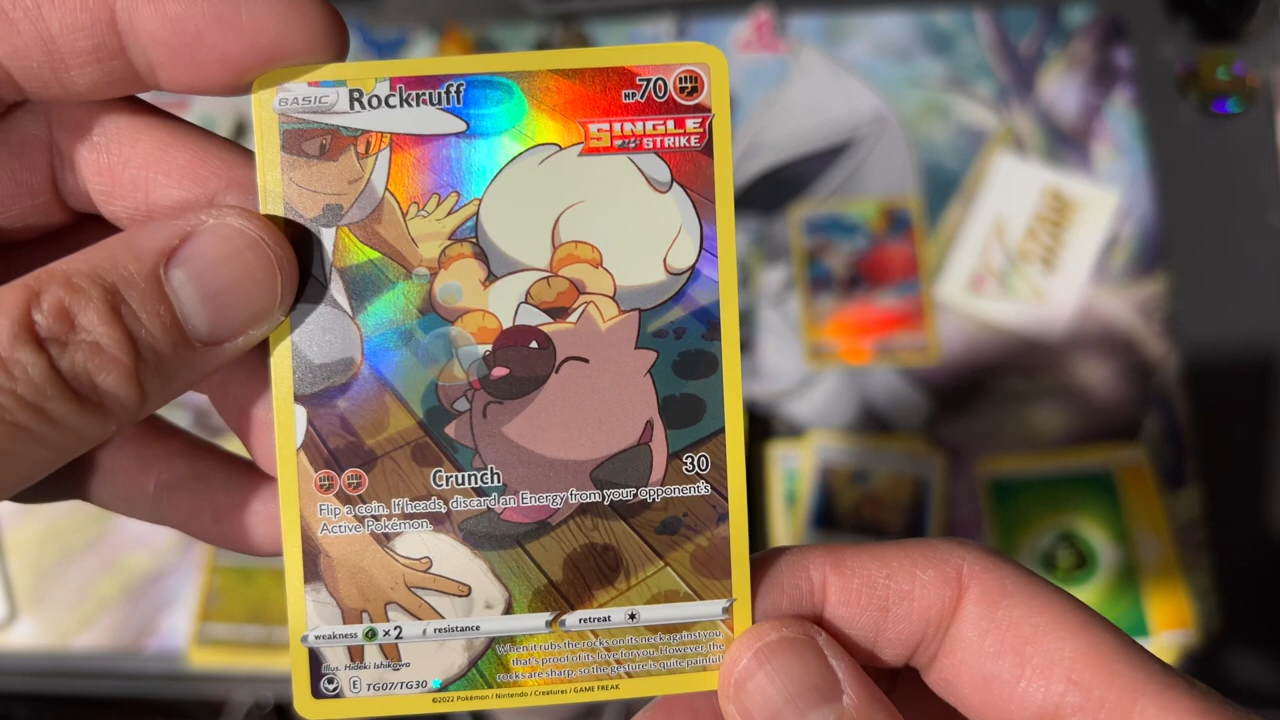 BASIC Rockruff HP 70
SINGLE
STRIKE
Crunch 30
Flip a coin. If heads, discard an Energy from your opponent's
Active Pokémon.
weakness ×2 resistance retreat
When it rubs the rocks on its neck against you,
that's proof of its love for you. However, the
rocks are sharp, so the gesture is quite painful!
Illus. Hideki Ishikawa
E TG07/TG30
©2022 Pokémon / Nintendo / Creatures / GAME FREAK